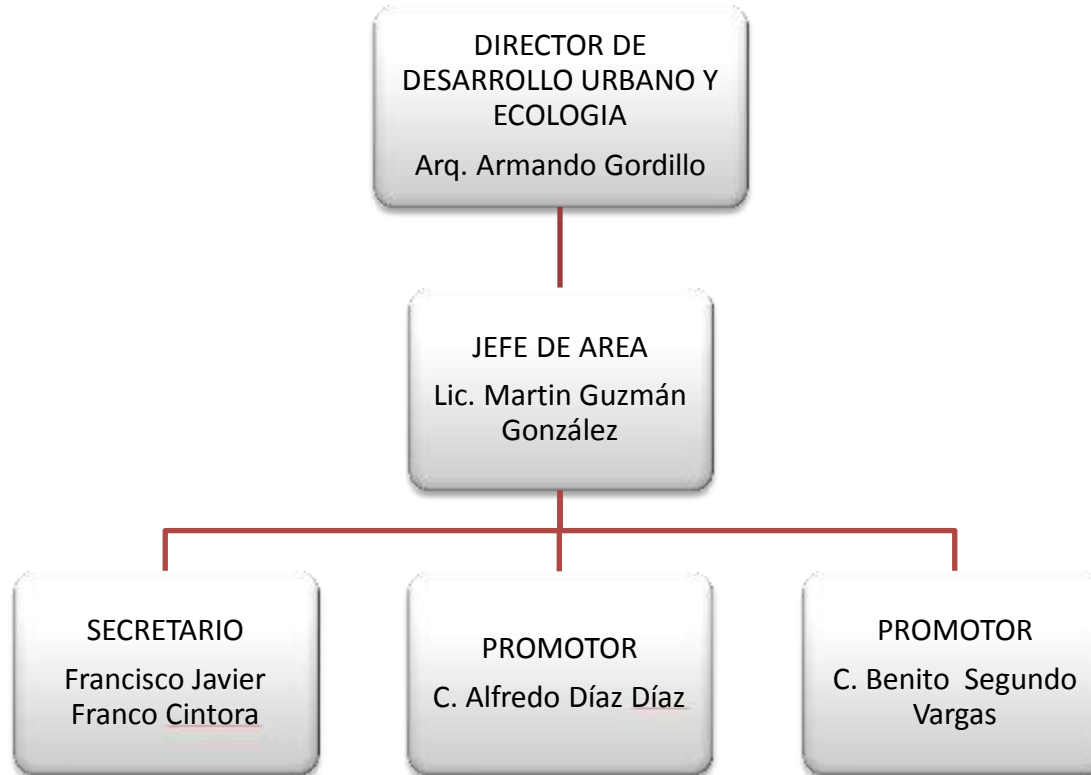 DIRECTOR DE
DESARROLLO URBANO Y
ECOLOGIA
Arq. Armando Gordillo
JEFE DE AREA
Lic. Martin Guzmán
González
SECRETARIO
Francisco Javier
Franco Cintora
PROMOTOR
C. Alfredo Díaz Díaz
PROMOTOR
C. Benito  Segundo
Vargas